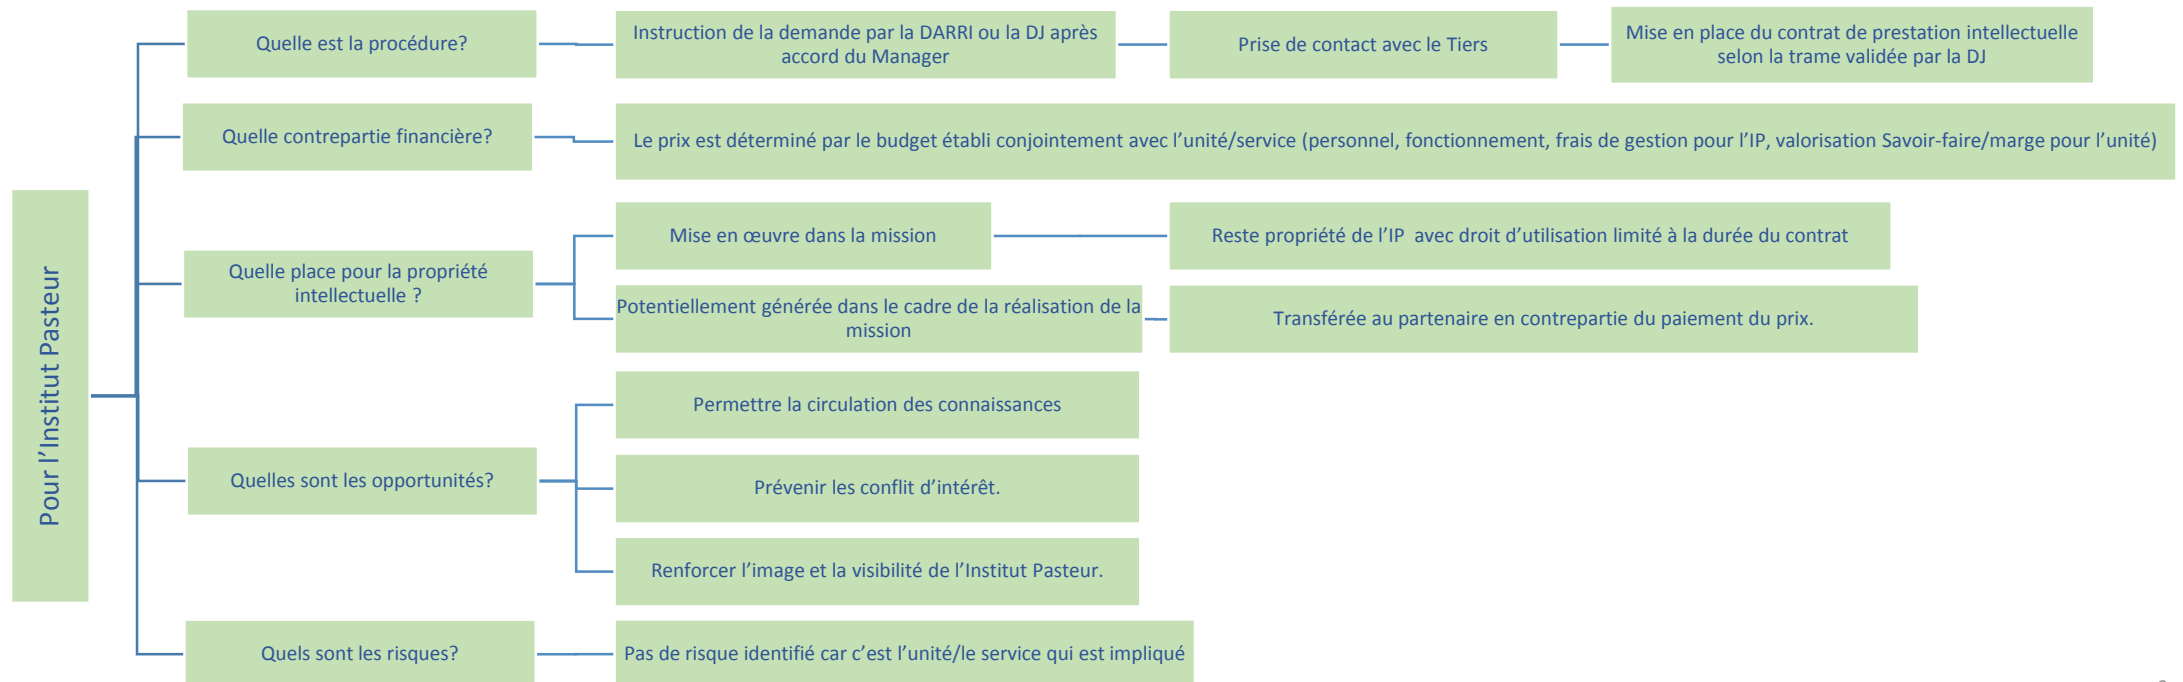 Pour l'Institut Pasteur
Quelle est la procédure?
Instruction de la demande par la DARRI ou la DJ après
accord du Manager
Prise de contact avec le Tiers
Mise en place du contrat de prestation intellectuelle
selon la trame validée par la DJ
Quelle contrepartie financière?
Le prix est déterminé par le budget établi conjointement avec l'unité/service (personnel, fonctionnement, frais de gestion pour l'IP, valorisation Savoir-faire/marge pour l'unité)
Quelle place pour la propriété
intellectuelle ?
Mise en œuvre dans la mission
Reste propriété de l'IP avec droit d'utilisation limité à la durée du contrat
Potentiellement générée dans le cadre de la réalisation de la
mission
Transférée au partenaire en contrepartie du paiement du prix.
Quelles sont les opportunités?
Permettre la circulation des connaissances
Prévenir les conflit d'intérêt.
Renforcer l'image et la visibilité de l'Institut Pasteur.
Quels sont les risques?
Pas de risque identifié car c'est l'unité/le service qui est impliqué